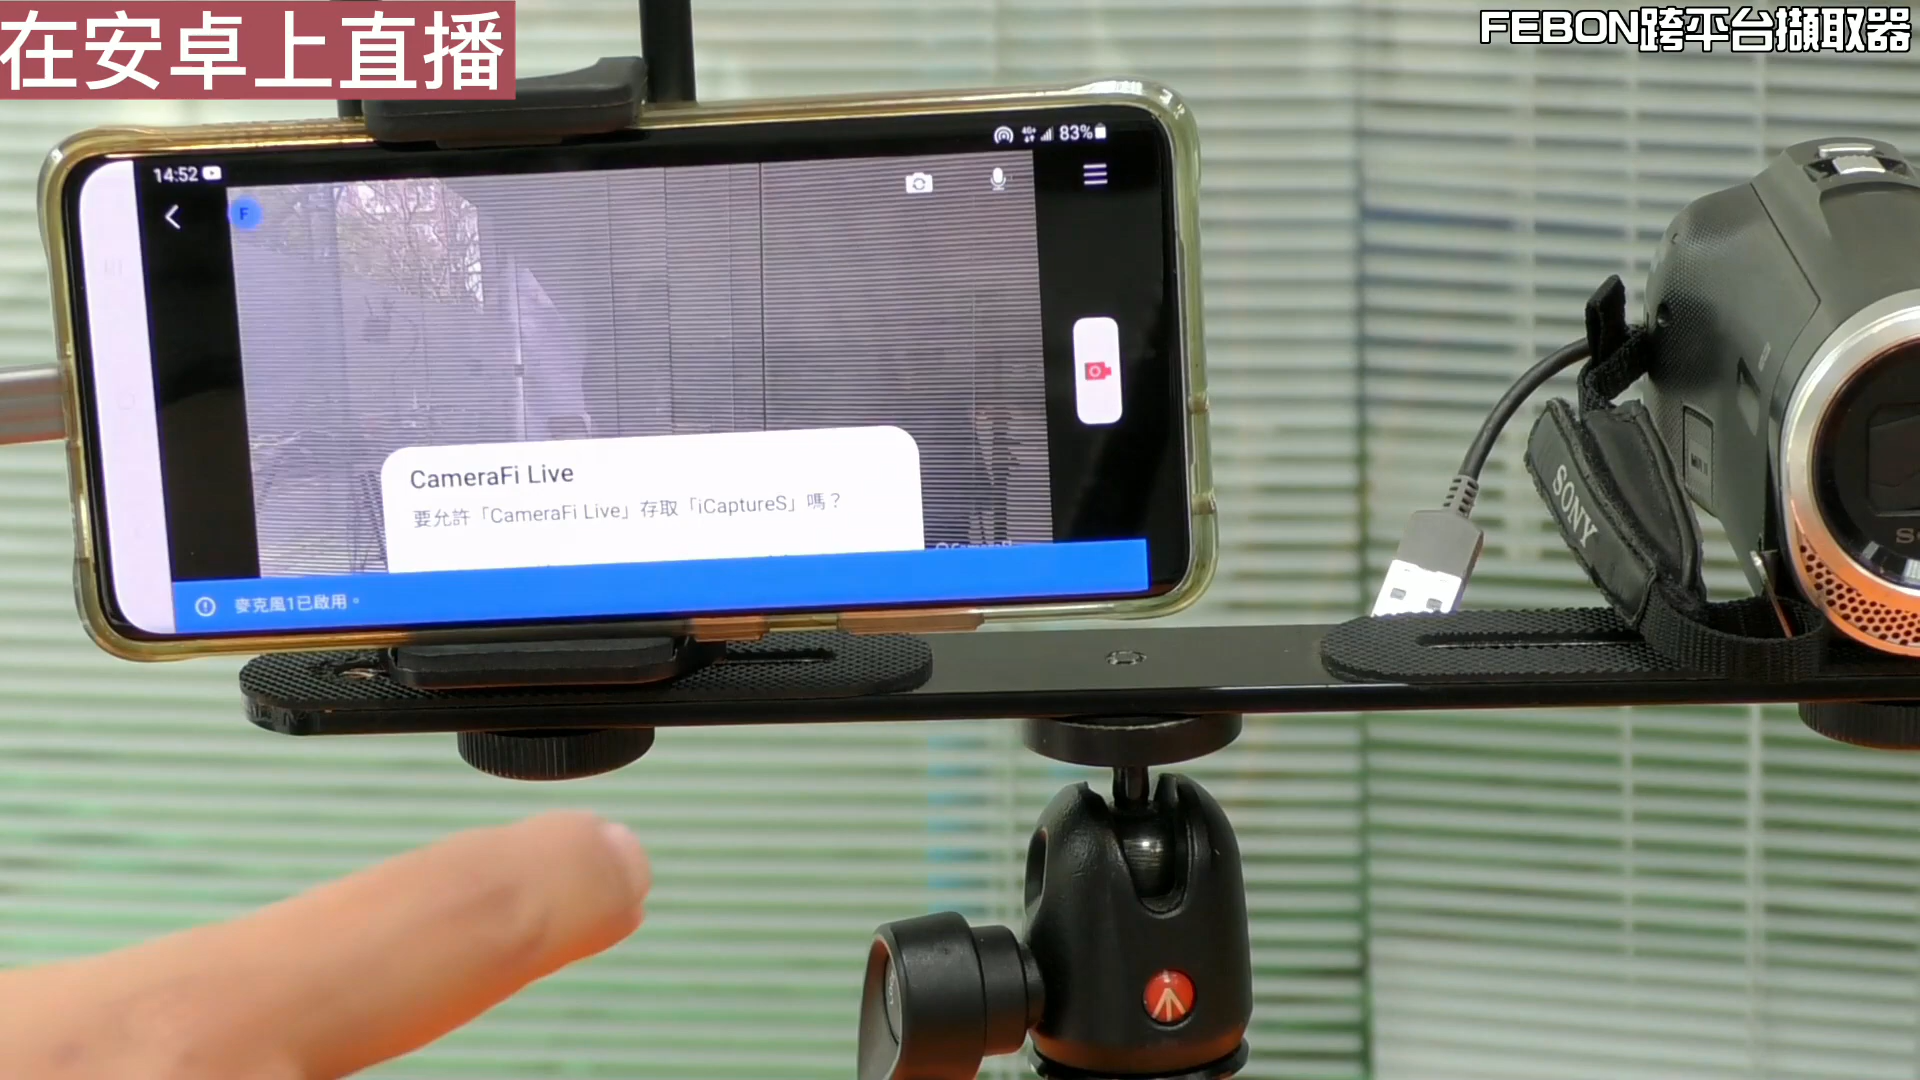 在安卓上直播
FEBON跨平台擷取器
14:52
4G+
83%
F
CameraFi Live
要允許「CameraFi Live」存取「iCaptureS」嗎？
麥克風1已啟用。
SONY